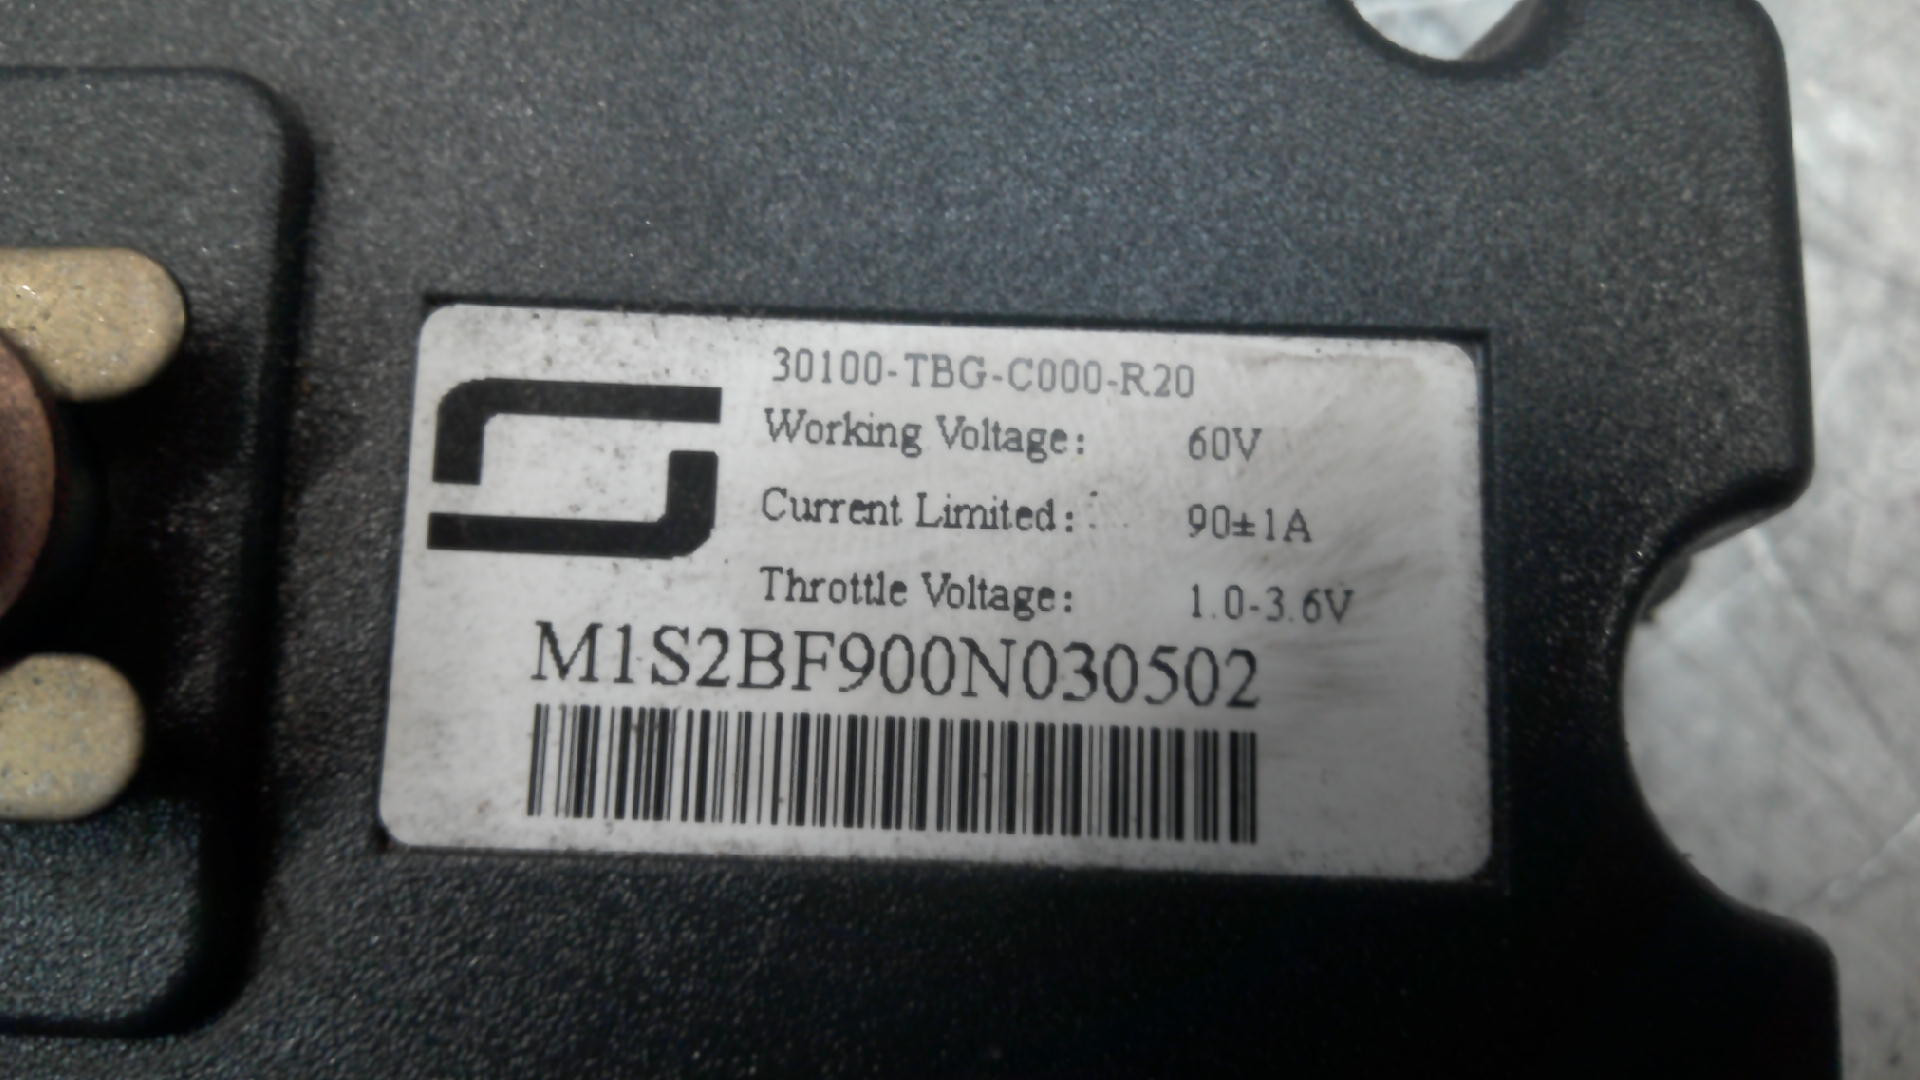 30100-TBG-C000-R20
Working Voltage: 60V
Current Limited: 90±1A
Throttle Voltage: 1.0-3.6V
M1S2BF900N030502